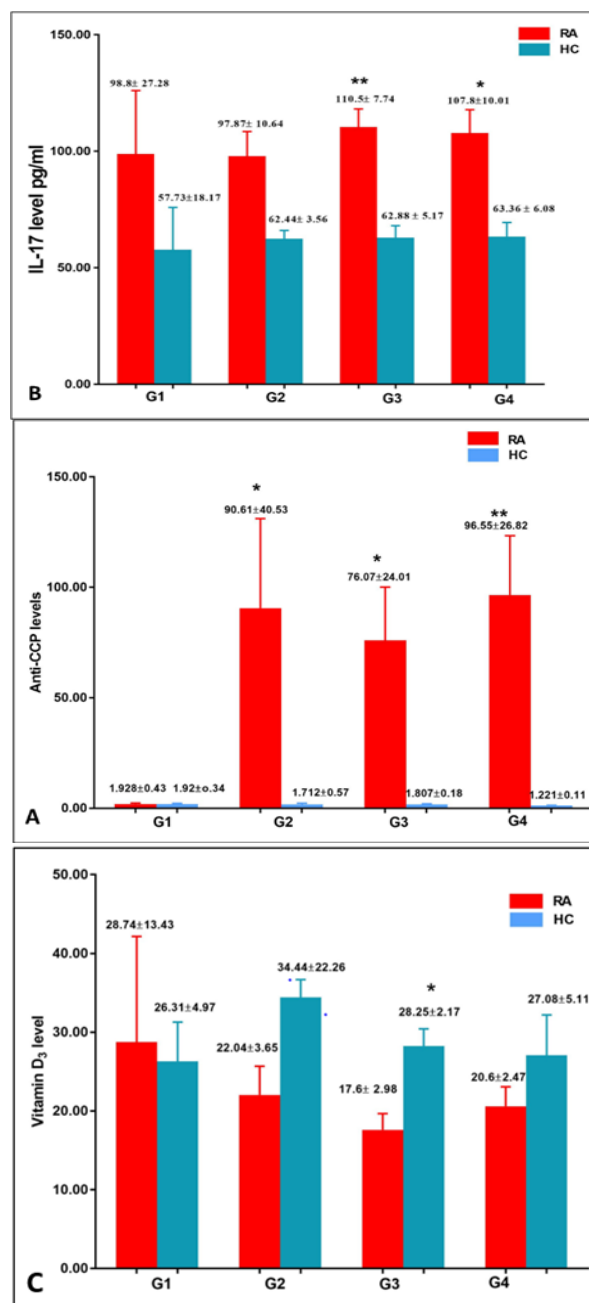 150.00
RA
HC
98.8± 27.28
97.87± 10.64
**
110.5± 7.74
*
107.8±10.01
100.00
57.73±18.17
62.44± 3.56
62.88 ± 5.17
63.36 ± 6.08
IL-17 level pg/ml
50.00
0.00
G1 G2 G3 G4
B
RA
HC
150.00
*
90.61±40.53
*
76.07±24.01
**
96.55±26.82
100.00
Anti-CCP levels
50.00
1.928±0.43 1.92±o.34 1.712±0.57 1.807±0.18 1.221±0.11
0.00
G1 G2 G3 G4
A
50.00
RA
HC
28.74±13.43
40.00
26.31±4.97
34.44±22.26
*
28.25±2.17
27.08±5.11
30.00
22.04±3.65
17.6± 2.98
20.6±2.47
Vitamin D3 level
20.00
10.00
0.00
G1 G2 G3 G4
C